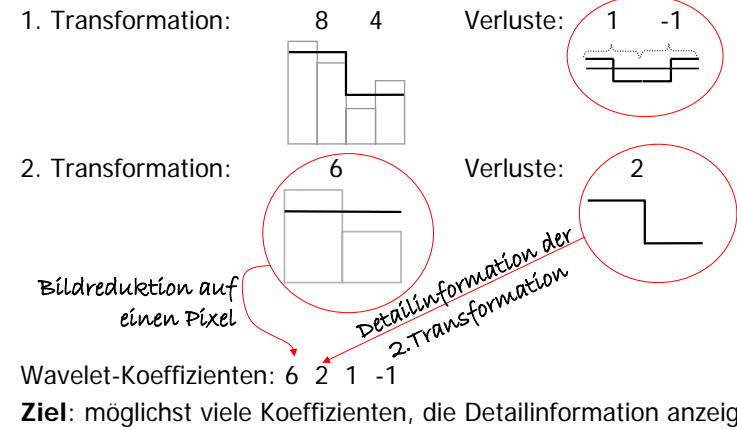 1. Transformation: 8 4 Verluste: 1 -1
2. Transformation: 6 Verluste: 2
Bildreduktion auf
einen Pixel
Detailinformation der
2.Transformation
Wavelet-Koeffizienten: 6 2 1 -1
Ziel: möglichst viele Koeffizienten, die Detailinformation anzeig